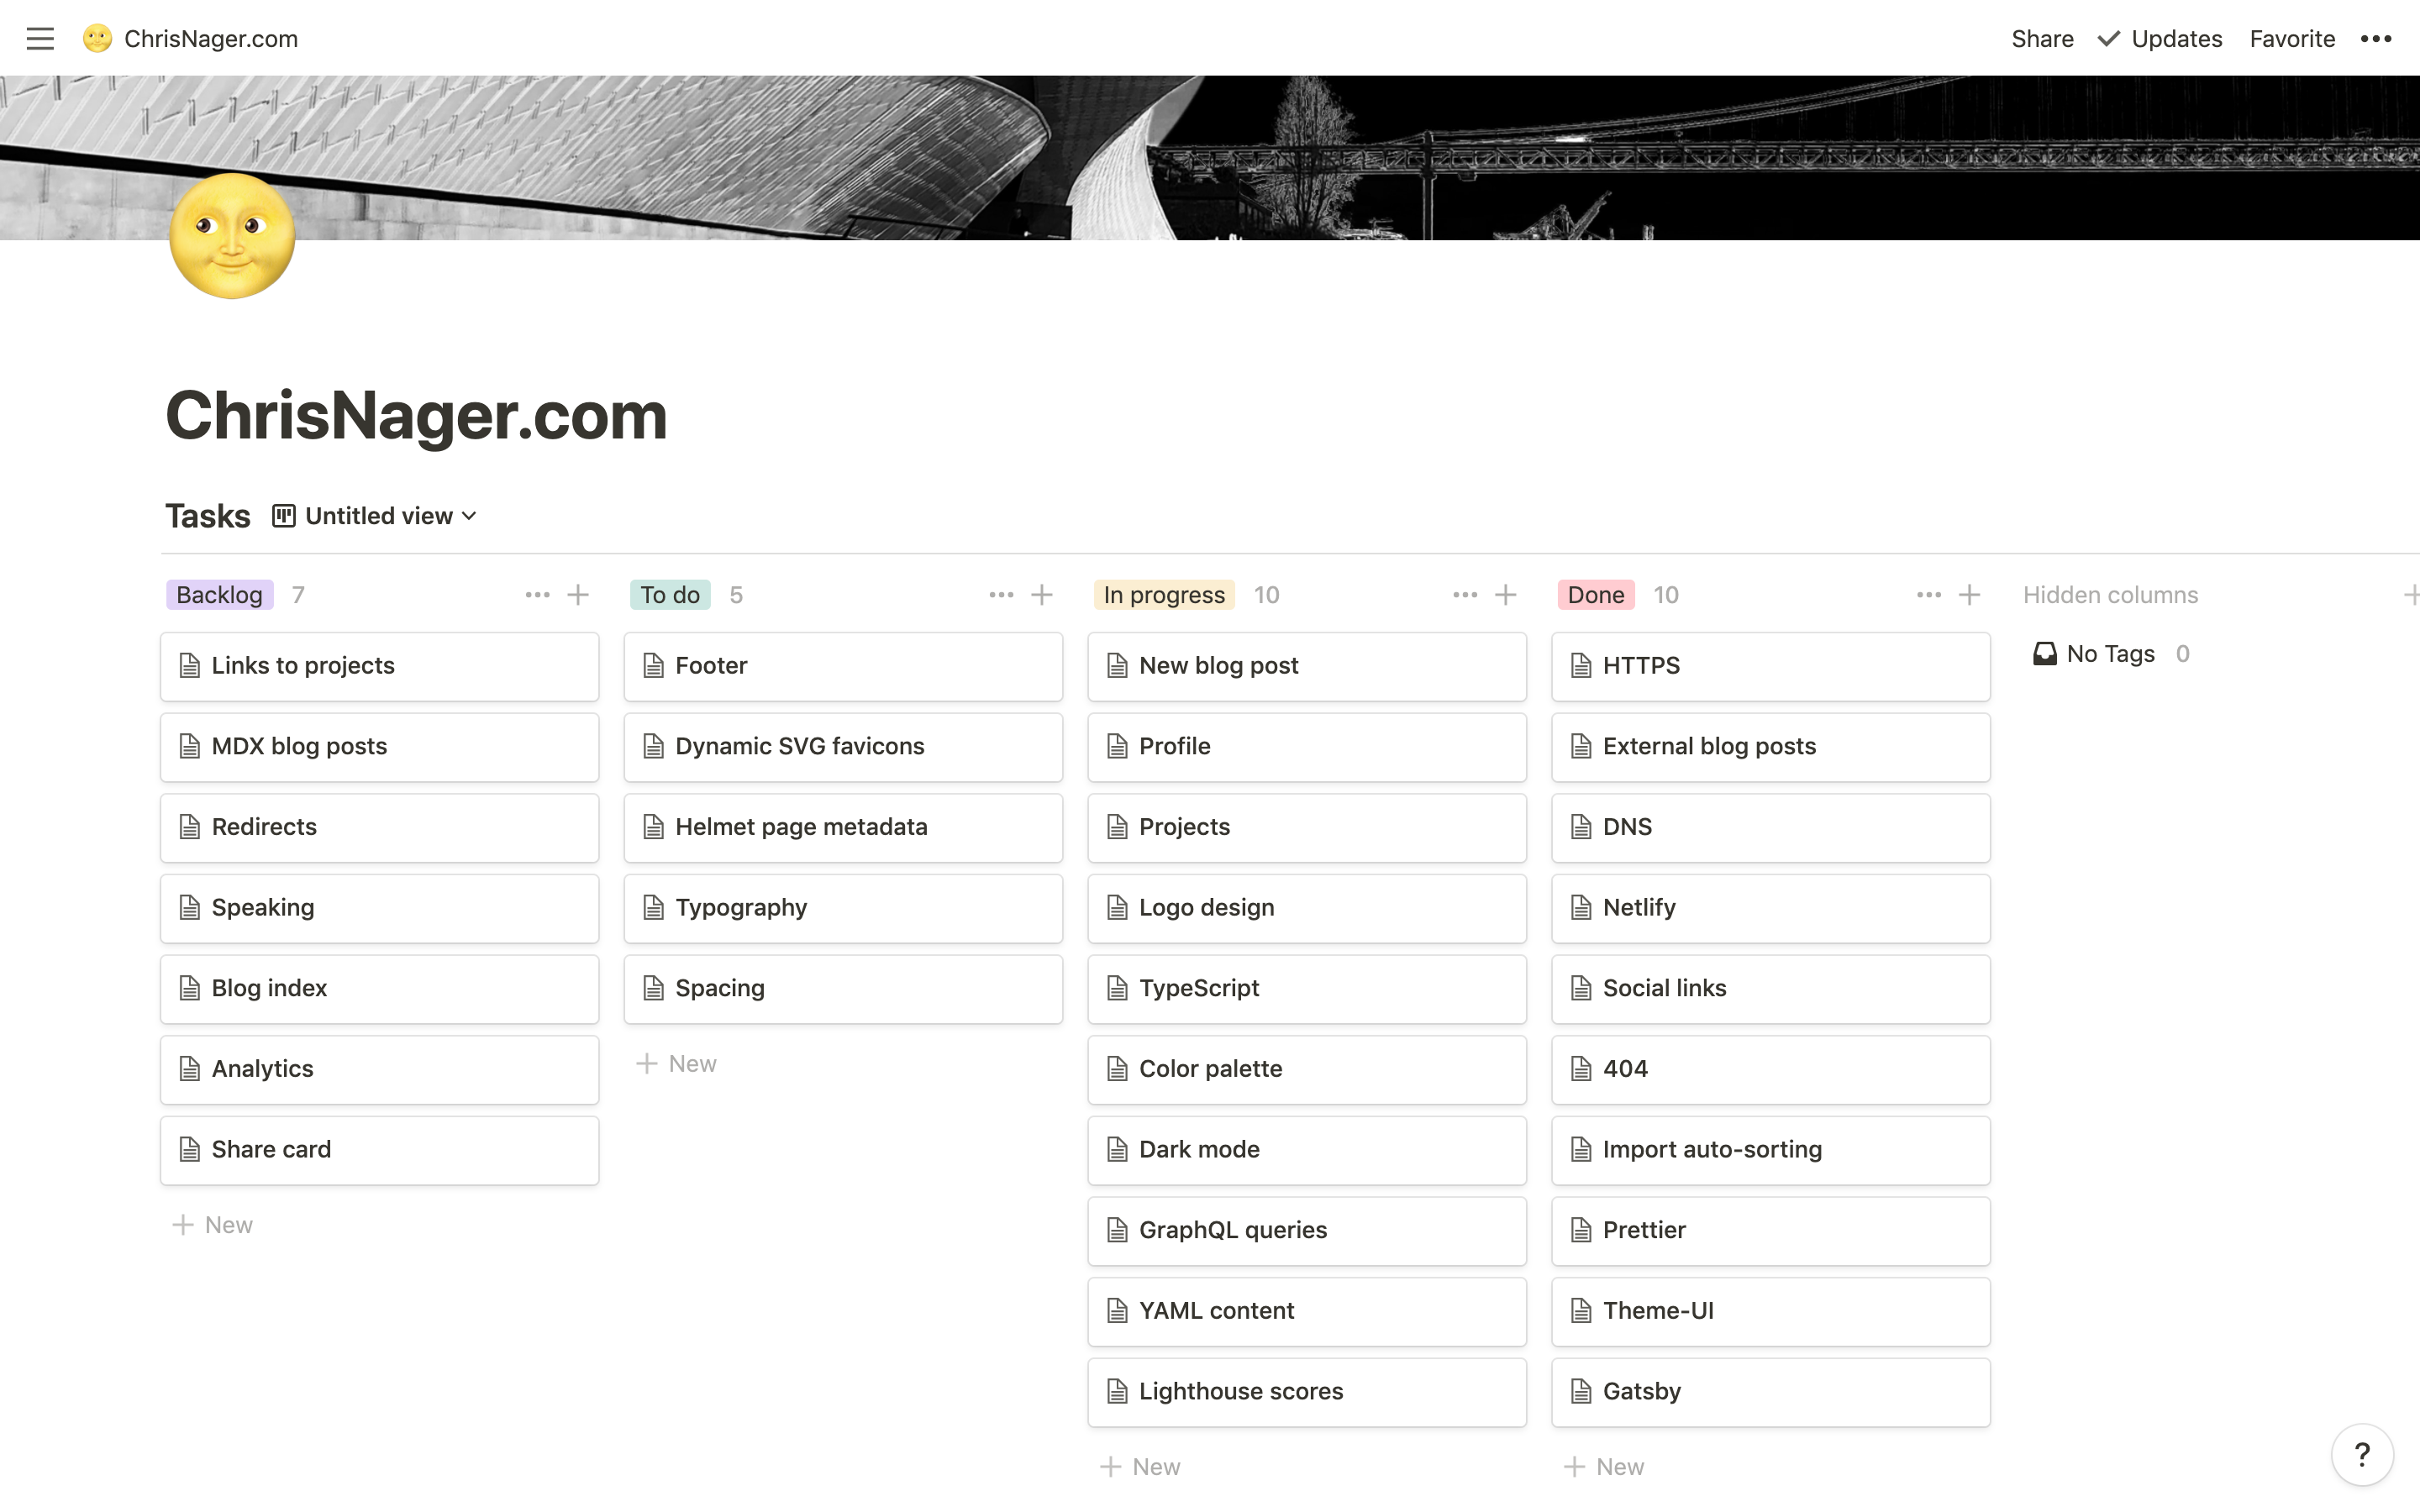 ChrisNager.com
Share Updates Favorite
ChrisNager.com
Tasks Untitled view
Backlog 7
Links to projects
MDX blog posts
Redirects
Speaking
Blog index
Analytics
Share card
New
To do 5
Footer
Dynamic SVG favicons
Helmet page metadata
Typography
Spacing
New
In progress 10
New blog post
Profile
Projects
Logo design
TypeScript
Color palette
Dark mode
GraphQL queries
YAML content
Lighthouse scores
New
Done 10
HTTPS
External blog posts
DNS
Netlify
Social links
404
Import auto-sorting
Prettier
Theme-UI
Gatsby
New
Hidden columns
No Tags 0
?